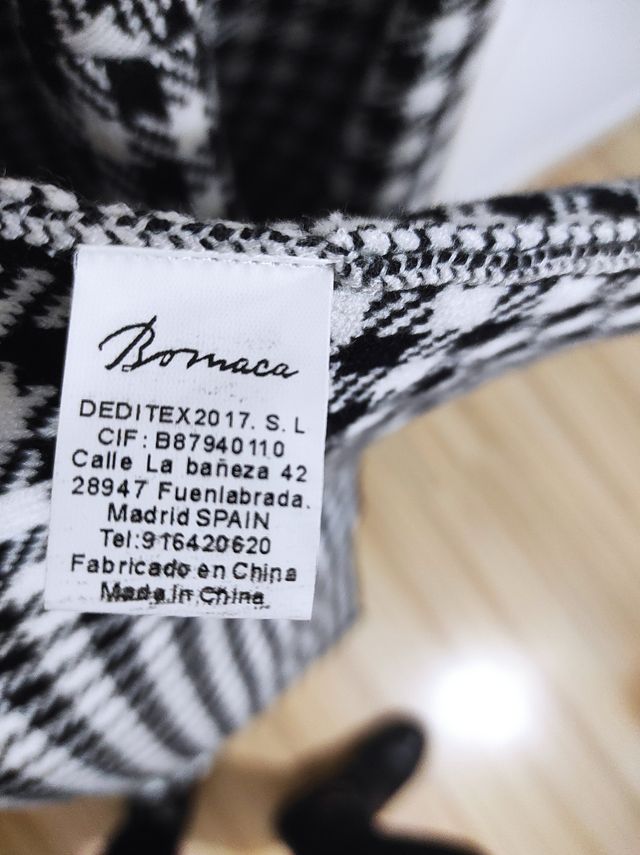 Bomaca
DEDITEX2017. S. L
CIF: B87940110
Calle La bañeza 42
28947 Fuenlabrada.
Madrid SPAIN
Tel:916420620
Fabricado en China
Made in China